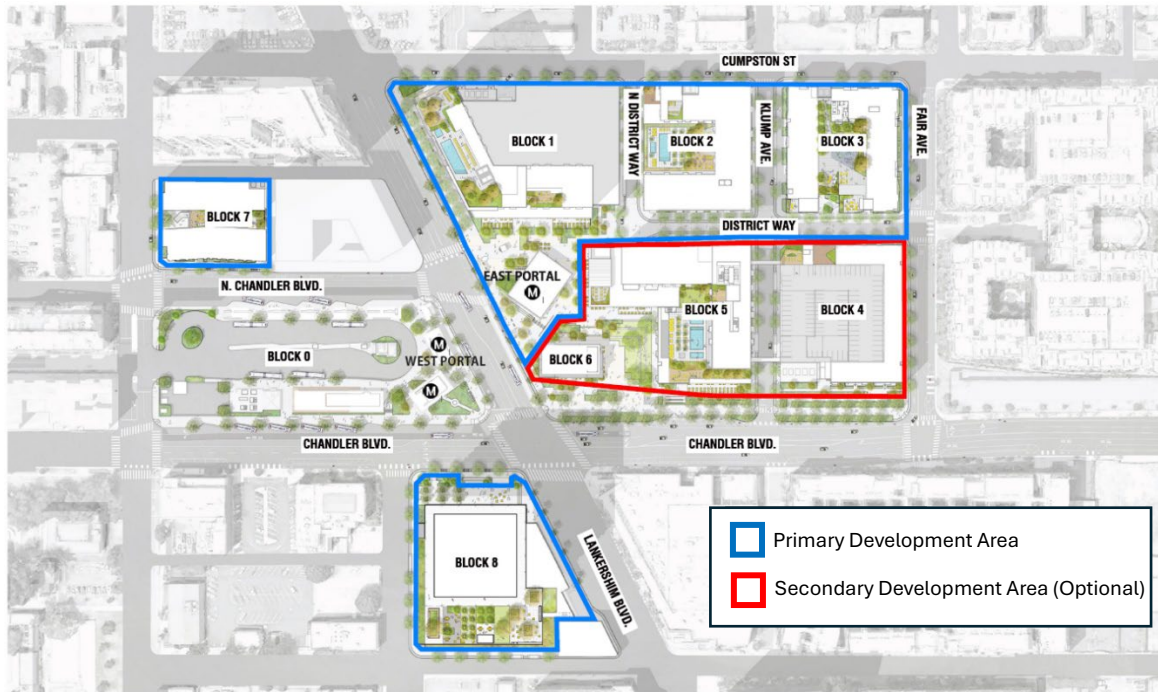 CUMPSTON ST
BLOCK 1
N DISTRICT WAY
BLOCK 2
KLUMP AVE.
BLOCK 3
FAIR AVE.
BLOCK 7
DISTRICT WAY
EAST PORTAL
M
N. CHANDLER BLVD.
BLOCK 5
BLOCK 4
BLOCK 0
M
WEST PORTAL
BLOCK 6
M
CHANDLER BLVD.
CHANDLER BLVD.
BLOCK 8
LANKERSHIM BLVD.
Primary Development Area
Secondary Development Area (Optional)